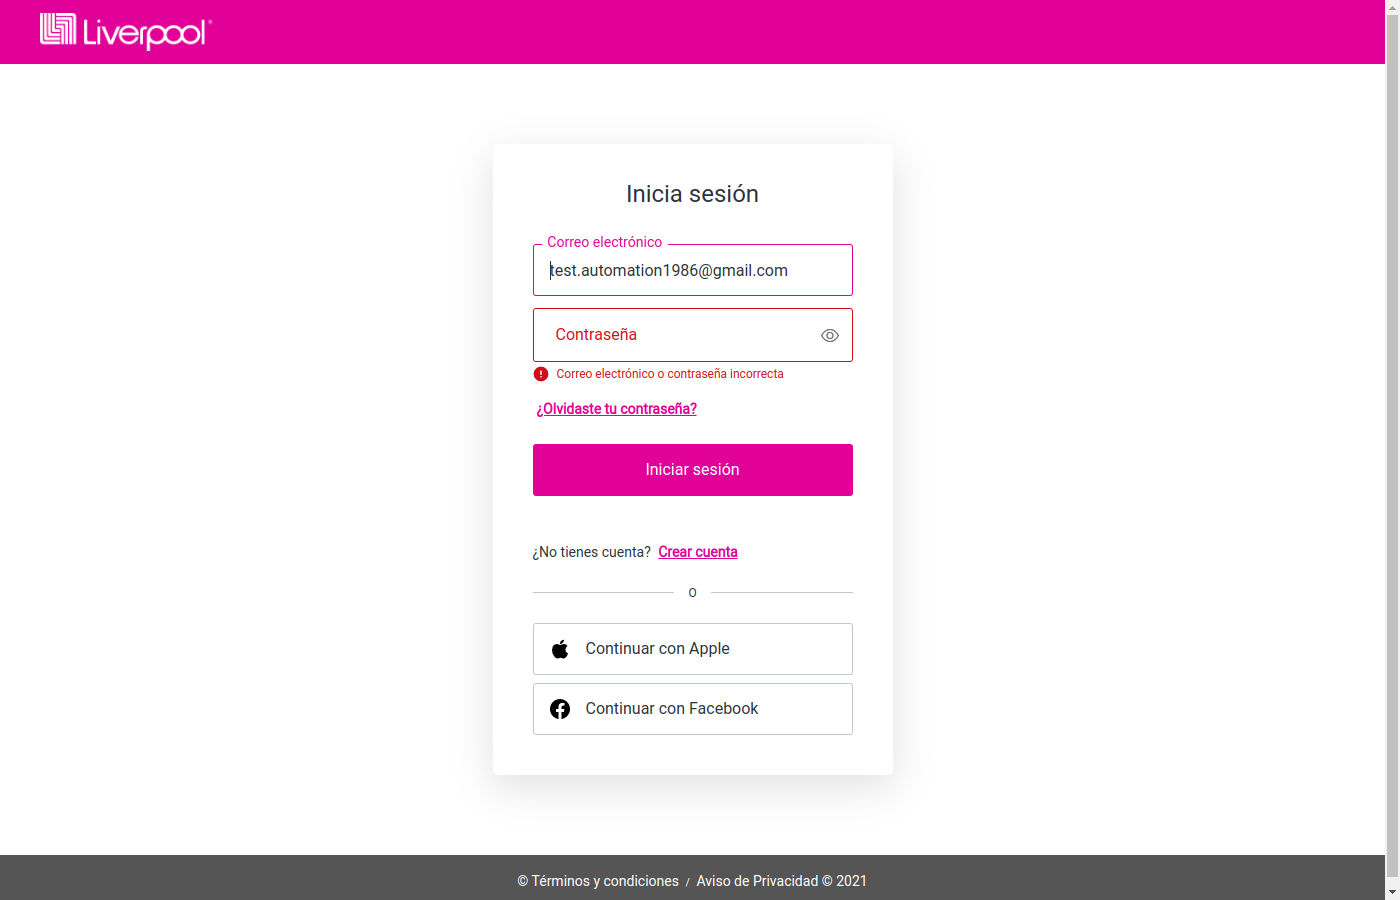 Liverpool
Inicia sesión
Correo electrónico
test.automation1986@gmail.com
Contraseña
Correo electrónico o contraseña incorrecta
¿Olvidaste tu contraseña?
Iniciar sesión
¿No tienes cuenta? Crear cuenta
O
Continuar con Apple
Continuar con Facebook
© Términos y condiciones / Aviso de Privacidad © 2021